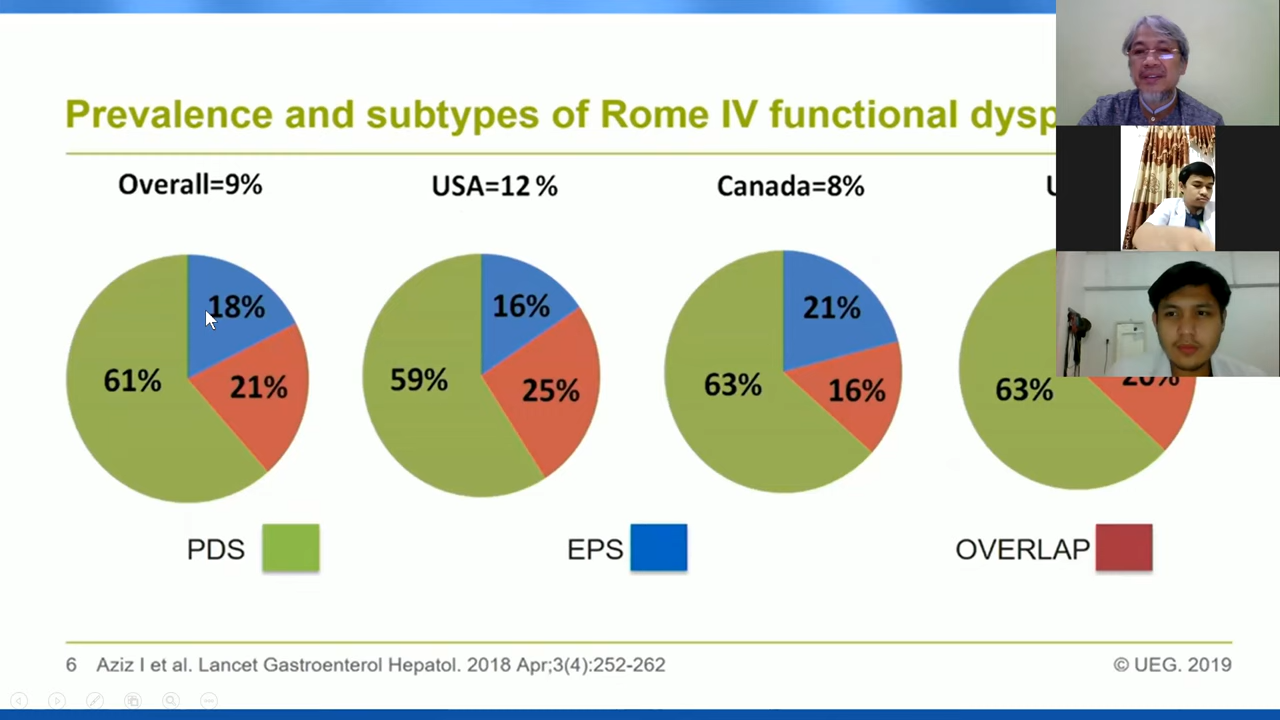 Prevalence and subtypes of Rome IV functional
Overall=9%
USA=12 %
Canada=8%
18%
61%
21%
16%
59%
25%
21%
63%
16%
63%
PDS
EPS
OVERLAP
6 Aziz I et al. Lancet Gastroenterol Hepatol. 2018 Apr;3(4):252-262
© UEG. 2019